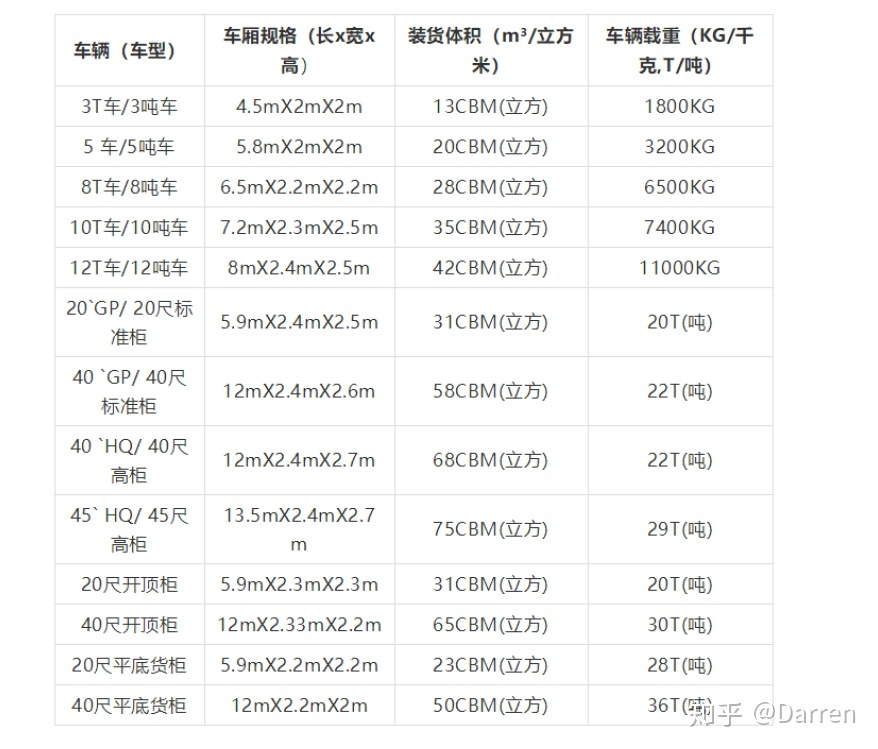 车辆（车型） 车厢规格（长x宽x 装货体积（m³/立方 车辆载重（KG/千
高） 米） 克,T/吨）
3T车/3吨车 4.5mX2mX2m 13CBM(立方) 1800KG
5 车/5吨车 5.8mX2mX2m 20CBM(立方) 3200KG
8T车/8吨车 6.5mX2.2mX2.2m 28CBM(立方) 6500KG
10T车/10吨车 7.2mX2.3mX2.5m 35CBM(立方) 7400KG
12T车/12吨车 8mX2.4mX2.5m 42CBM(立方) 11000KG
20`GP/ 20尺标
准柜 5.9mX2.4mX2.5m 31CBM(立方) 20T(吨)
40 `GP/ 40尺
标准柜 12mX2.4mX2.6m 58CBM(立方) 22T(吨)
40 `HQ/ 40尺
高柜 12mX2.4mX2.7m 68CBM(立方) 22T(吨)
45` HQ/ 45尺 13.5mX2.4mX2.7
高柜 m 75CBM(立方) 29T(吨)
20尺开顶柜 5.9mX2.3mX2.3m 31CBM(立方) 20T(吨)
40尺开顶柜 12mX2.33mX2.2m 65CBM(立方) 30T(吨)
20尺平底货柜 5.9mX2.2mX2.2m 23CBM(立方) 28T(吨)
40尺平底货柜 12mX2.2mX2m 50CBM(立方) 36T(吨)
知乎 @Darren